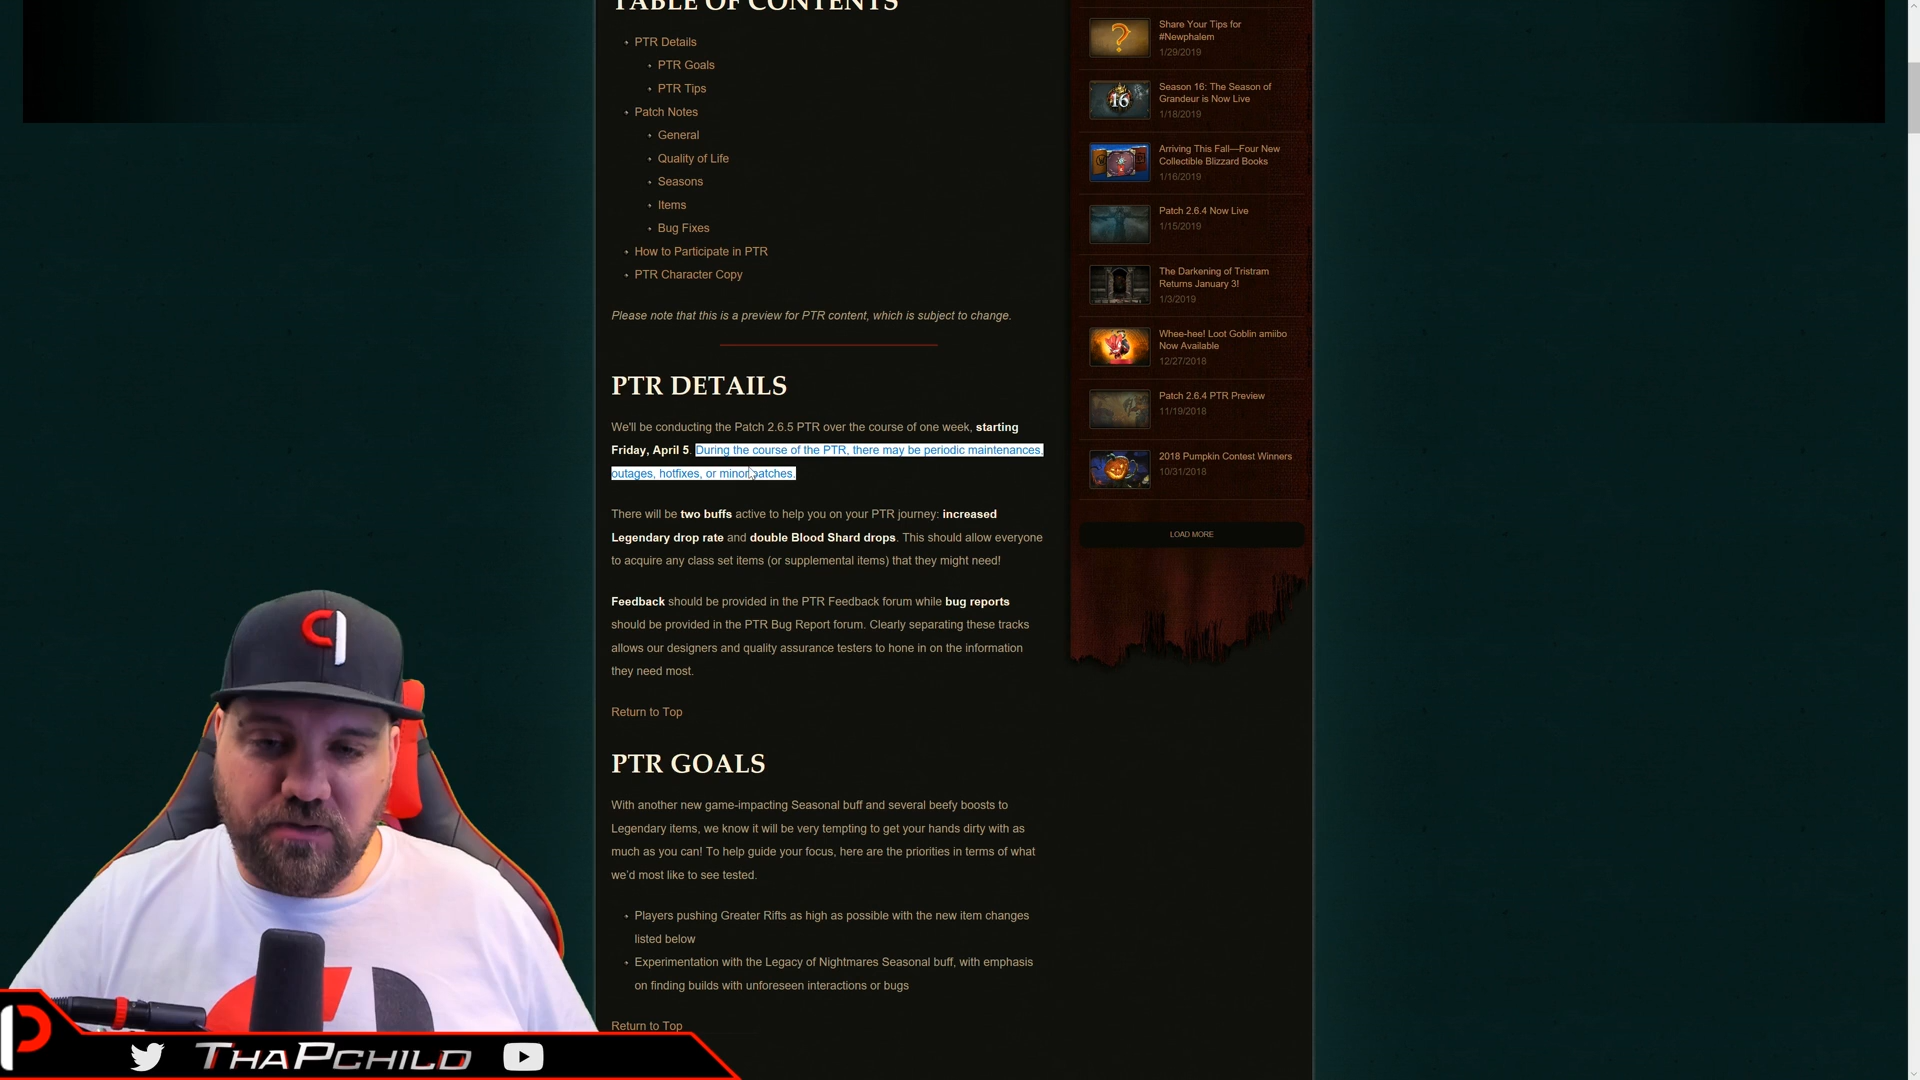 TABLE OF CONTENTS
PTR Details
PTR Goals
PTR Tips
Patch Notes
General
Quality of Life
Seasons
Items
Bug Fixes
How to Participate in PTR
PTR Character Copy
Please note that this is a preview for PTR content, which is subject to change.
PTR DETAILS
We'll be conducting the Patch 2.6.5 PTR over the course of one week, starting
Friday, April 5. During the course of the PTR, there may be periodic maintenances,
outages, hotfixes, or minor patches.
There will be two buffs active to help you on your PTR journey: increased
Legendary drop rate and double Blood Shard drops. This should allow everyone
to acquire any class set items (or supplemental items) that they might need!
Feedback should be provided in the PTR Feedback forum while bug reports
should be provided in the PTR Bug Report forum. Clearly separating these tracks
allows our designers and quality assurance testers to hone in on the information
they need most.
Return to Top
PTR GOALS
With another new game-impacting Seasonal buff and several beefy boosts to
Legendary items, we know it will be very tempting to get your hands dirty with as
much as you can! To help guide your focus, here are the priorities in terms of what
we'd most like to see tested.
Players pushing Greater Rifts as high as possible with the new item changes
listed below
Experimentation with the Legacy of Nightmares Seasonal buff, with emphasis
on finding builds with unforeseen interactions or bugs
Return to Top
Share Your Tips for
#Newphalem
1/29/2019
16
Season 16: The Season of
Grandeur is Now Live
1/18/2019
Arriving This Fall—Four New
Collectible Blizzard Books
1/16/2019
Patch 2.6.4 Now Live
1/15/2019
The Darkening of Tristram
Returns January 3!
1/3/2019
Whee-hee! Loot Goblin amiibo
Now Available
12/27/2018
Patch 2.6.4 PTR Preview
11/19/2018
2018 Pumpkin Contest Winners
10/31/2018
LOAD MORE
THAPCHILD